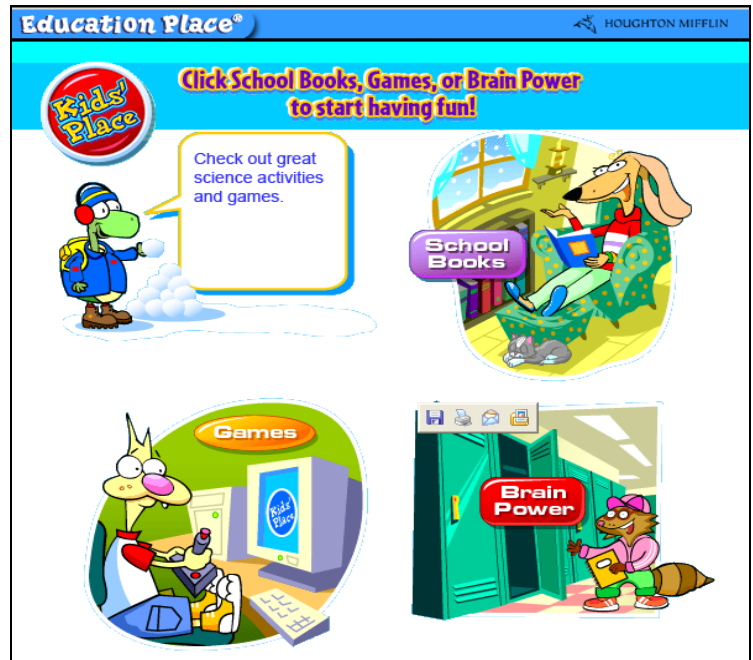 Education Place®
HOUGHTON MIFFLIN
Kids'
Place
Click School Books, Games, or Brain Power
to start having fun!
Check out great
science activities
and games.
School
Books
Games
Kids'
Place
Brain
Power